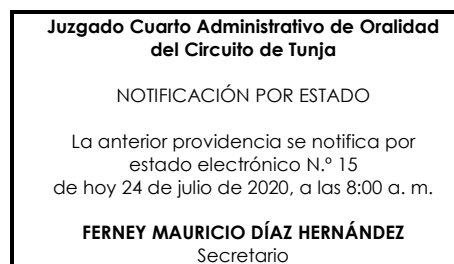 Juzgado Cuarto Administrativo de Oralidad
del Circuito de Tunja
NOTIFICACIÓN POR ESTADO
La anterior providencia se notifica por
estado electrónico N.º 15
de hoy 24 de julio de 2020, a las 8:00 a. m.
FERNEY MAURICIO DÍAZ HERNÁNDEZ
Secretario